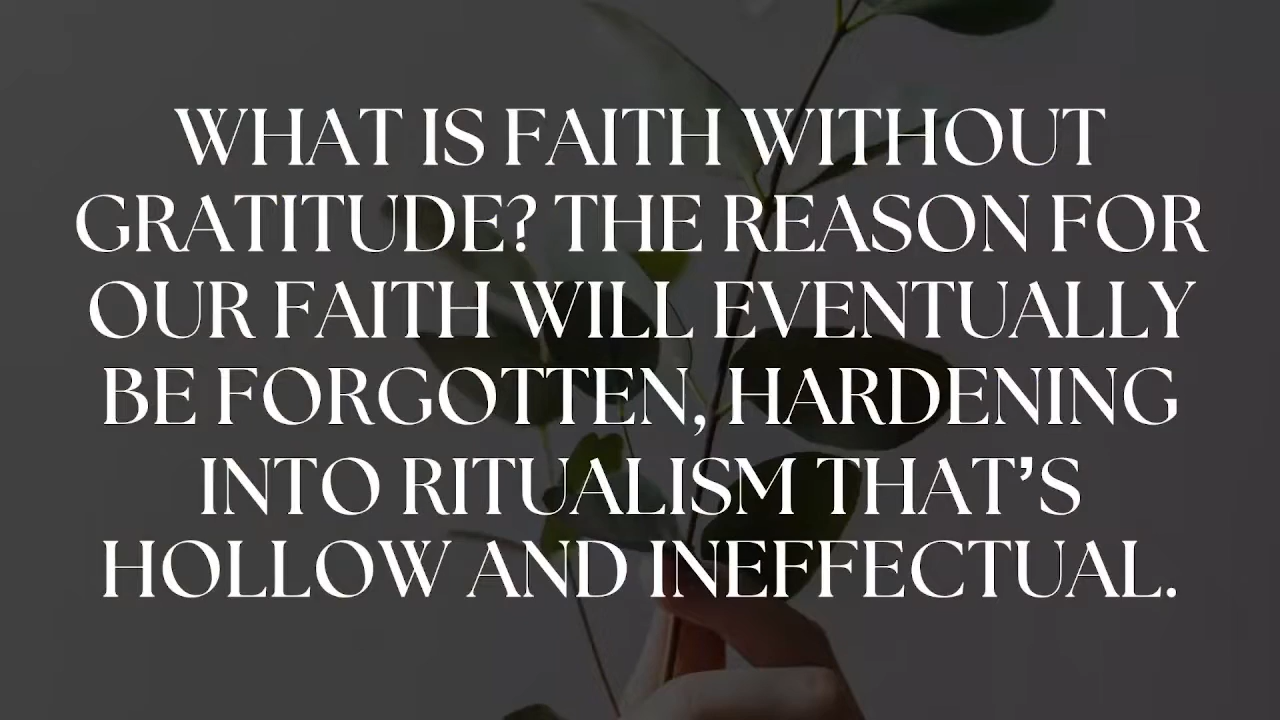 WHAT IS FAITH WITHOUT
GRATITUDE? THE REASON FOR
OUR FAITH WILL EVENTUALLY
BE FORGOTTEN, HARDENING
INTO RITUALISM THAT’S
HOLLOW AND INEFFECTUAL.